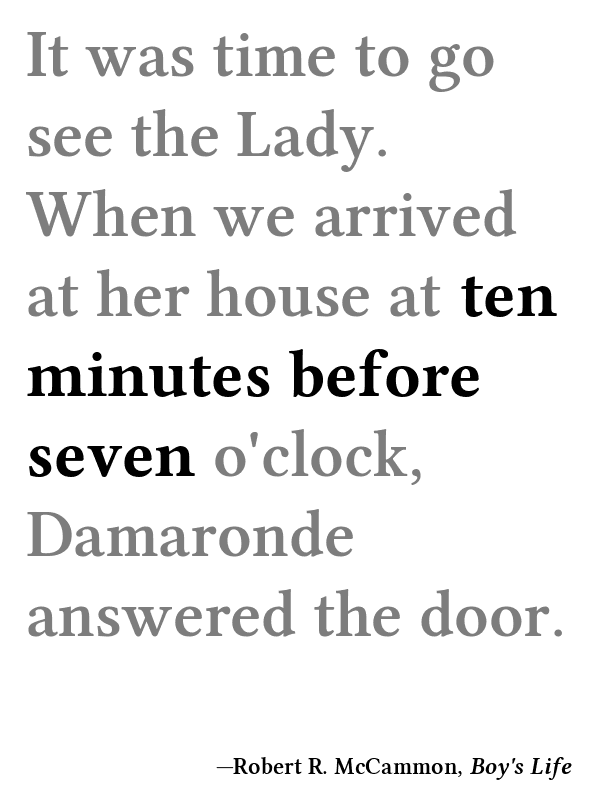 It was time to go
see the Lady.
When we arrived
at her house at ten
minutes before
seven o'clock,
Damaronde
answered the door.
—Robert R. McCammon, Boy's Life